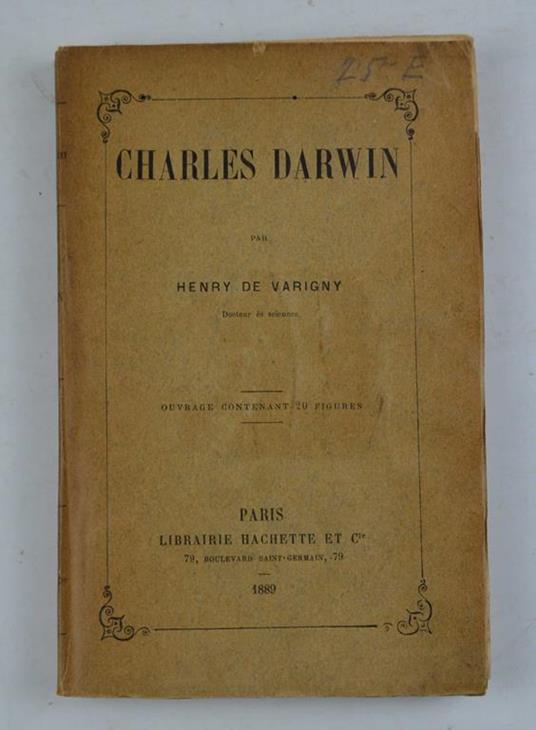 25 E
CHARLES DARWIN
PAR
HENRY DE VARIGNY
Docteur ès sciences.
OUVRAGE CONTENANT 20 FIGURES
PARIS
LIBRAIRIE HACHETTE ET Cie
79, BOULEVARD SAINT-GERMAIN, 79
1889